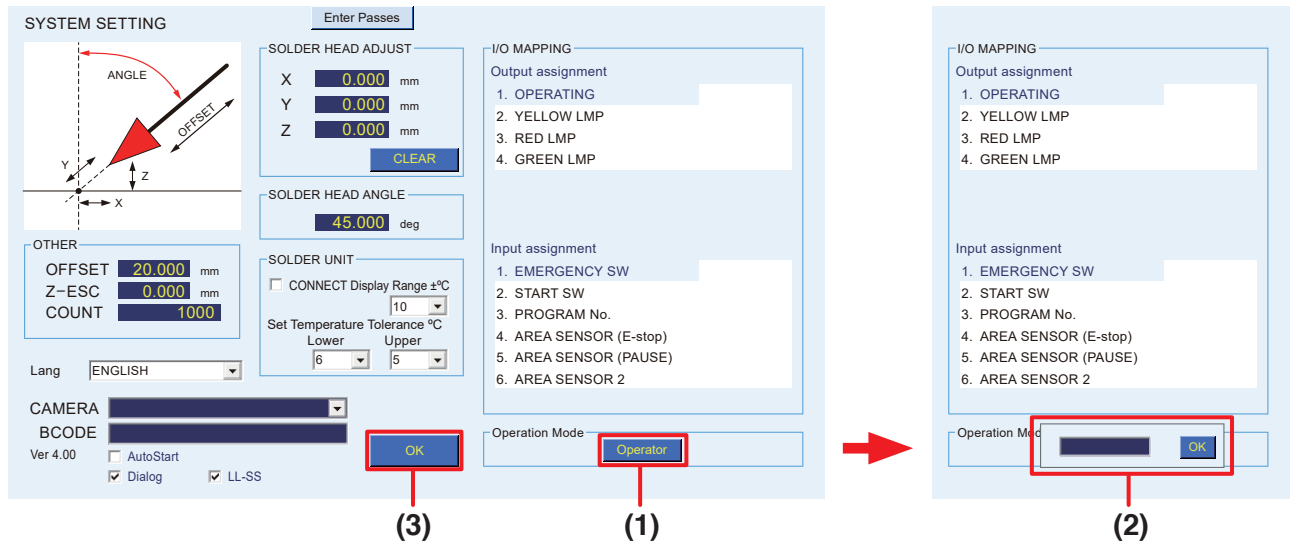 SYSTEM SETTING
Enter Passes
ANGLE
OFFSET
Y
Z
X
SOLDER HEAD ADJUST
X 0.000 mm
Y 0.000 mm
Z 0.000 mm
CLEAR
SOLDER HEAD ANGLE
45.000 deg
OTHER
OFFSET 20.000 mm
Z-ESC 0.000 mm
COUNT 1000
SOLDER UNIT
CONNECT Display Range ±ºC
10
Set Temperature Tolerance ºC
Lower Upper
6 5
Lang ENGLISH
CAMERA
BCODE
Ver 4.00 AutoStart
Dialog LL-SS
OK
I/O MAPPING
Output assignment
1. OPERATING
2. YELLOW LMP
3. RED LMP
4. GREEN LMP
Input assignment
1. EMERGENCY SW
2. START SW
3. PROGRAM No.
4. AREA SENSOR (E-stop)
5. AREA SENSOR (PAUSE)
6. AREA SENSOR 2
Operation Mode
Operator
(3)
(1)
I/O MAPPING
Output assignment
1. OPERATING
2. YELLOW LMP
3. RED LMP
4. GREEN LMP
Input assignment
1. EMERGENCY SW
2. START SW
3. PROGRAM No.
4. AREA SENSOR (E-stop)
5. AREA SENSOR (PAUSE)
6. AREA SENSOR 2
Operation Mod
OK
(2)